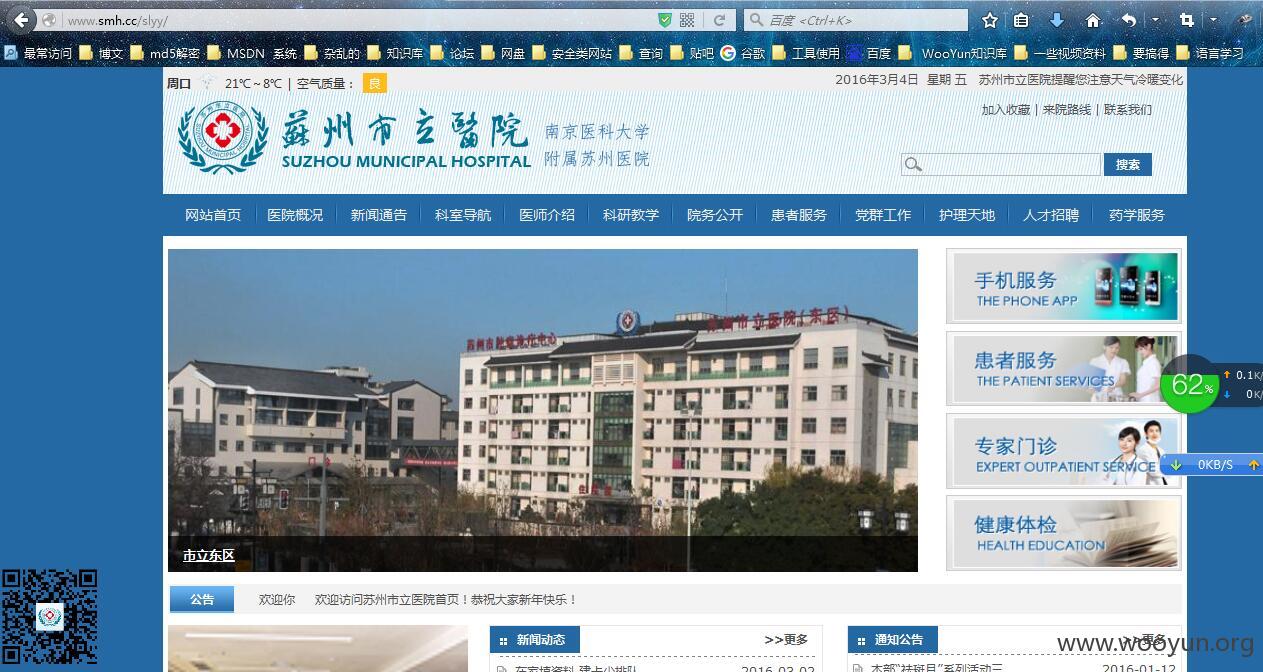 www.smh.cc/slyy/
百度 <Ctrl+K>
最常访问 博文 md5解密 MSDN 系统 杂乱的 知识库 论坛 网盘 安全类网站 查询 贴吧 谷歌 工具使用 百度 WooYun知识库 一些视频资料 要搞得 语言学习
周口 21℃～8℃ | 空气质量： 良
2016年3月4日 星期 五 苏州市立医院提醒您注意天气冷暖变化
加入收藏 | 来院路线 | 联系我们
蘇州市立醫院
SUZHOU MUNICIPAL HOSPITAL
南京医科大学
附属苏州医院
搜索
网站首页 医院概况 新闻通告 科室导航 医师介绍 科研教学 院务公开 患者服务 党群工作 护理天地 人才招聘 药学服务
苏州市立医院(东区)
住院部
市立东区
手机服务
THE PHONE APP
患者服务
THE PATIENT SERVICES
专家门诊
EXPERT OUTPATIENT SERVICE
健康体检
HEALTH EDUCATION
62%
0.1K/
0K/
0KB/S
公告 欢迎你 欢迎访问苏州市立医院首页！恭祝大家新年快乐！
新闻动态 >>更多
通知公告 >>更多
www.wooyun.org
2016-03-02
本部“祛斑目”系列活动三 2016-01-12